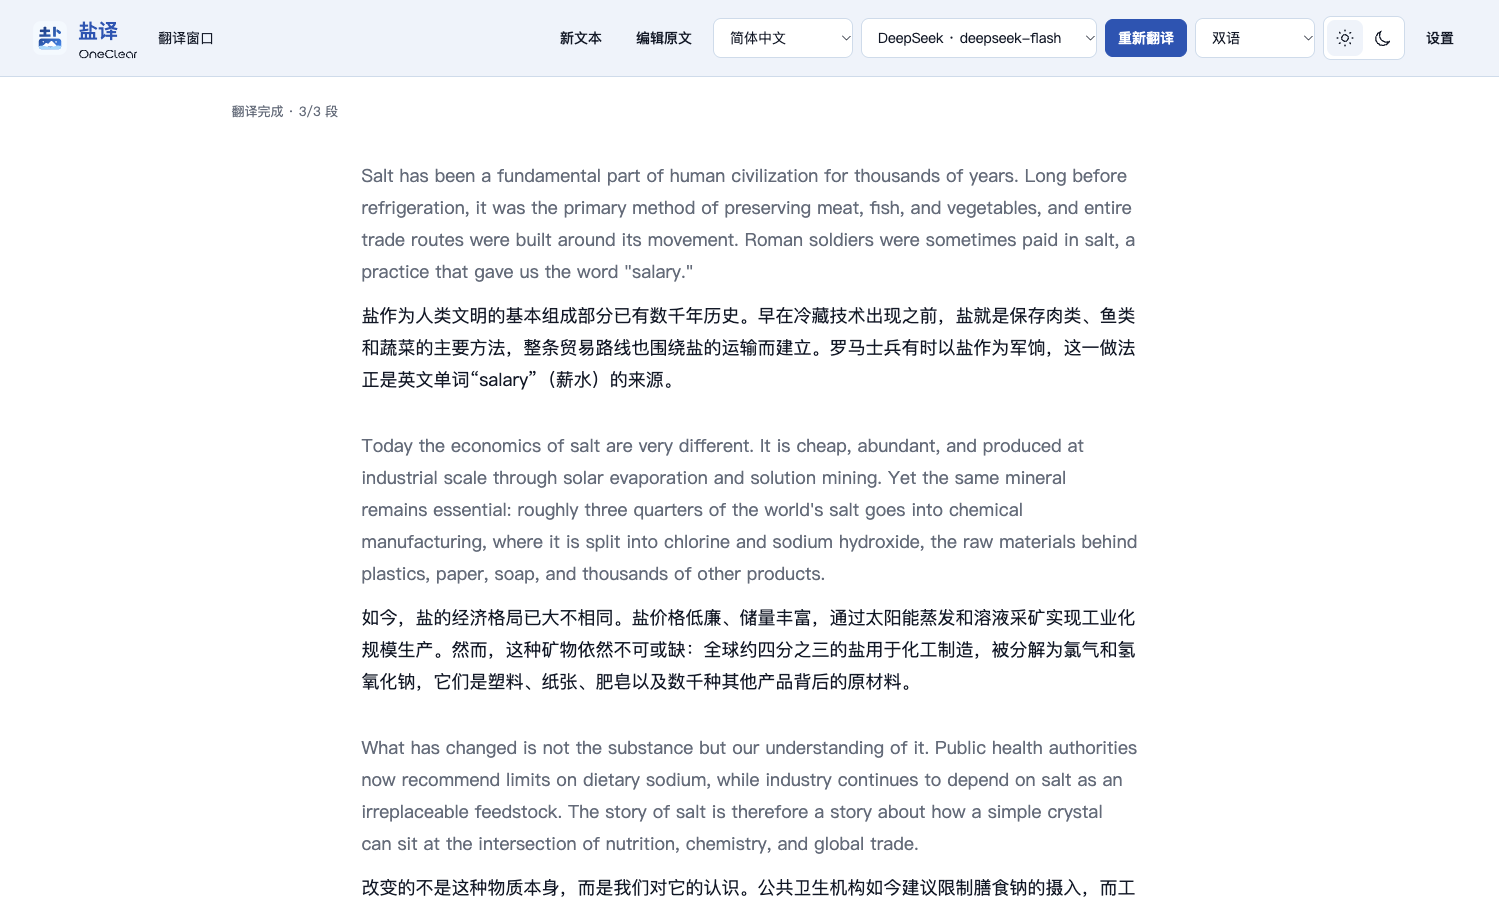 盐译
OneClear
翻译窗口
新文本
编辑原文
简体中文
DeepSeek · deepseek-flash
重新翻译
双语
设置
翻译完成 · 3/3 段
Salt has been a fundamental part of human civilization for thousands of years. Long before
refrigeration, it was the primary method of preserving meat, fish, and vegetables, and entire
trade routes were built around its movement. Roman soldiers were sometimes paid in salt, a
practice that gave us the word "salary."
盐作为人类文明的基本组成部分已有数千年历史。早在冷藏技术出现之前，盐就是保存肉类、鱼类
和蔬菜的主要方法，整条贸易路线也围绕盐的运输而建立。罗马士兵有时以盐作为军饷，这一做法
正是英文单词“salary”（薪水）的来源。
Today the economics of salt are very different. It is cheap, abundant, and produced at
industrial scale through solar evaporation and solution mining. Yet the same mineral
remains essential: roughly three quarters of the world's salt goes into chemical
manufacturing, where it is split into chlorine and sodium hydroxide, the raw materials behind
plastics, paper, soap, and thousands of other products.
如今，盐的经济格局已大不相同。盐价格低廉、储量丰富，通过太阳能蒸发和溶液采矿实现工业化
规模生产。然而，这种矿物依然不可或缺：全球约四分之三的盐用于化工制造，被分解为氯气和氢
氧化钠，它们是塑料、纸张、肥皂以及数千种其他产品背后的原材料。
What has changed is not the substance but our understanding of it. Public health authorities
now recommend limits on dietary sodium, while industry continues to depend on salt as an
irreplaceable feedstock. The story of salt is therefore a story about how a simple crystal
can sit at the intersection of nutrition, chemistry, and global trade.
改变的不是这种物质本身，而是我们对它的认识。公共卫生机构如今建议限制膳食钠的摄入，而工